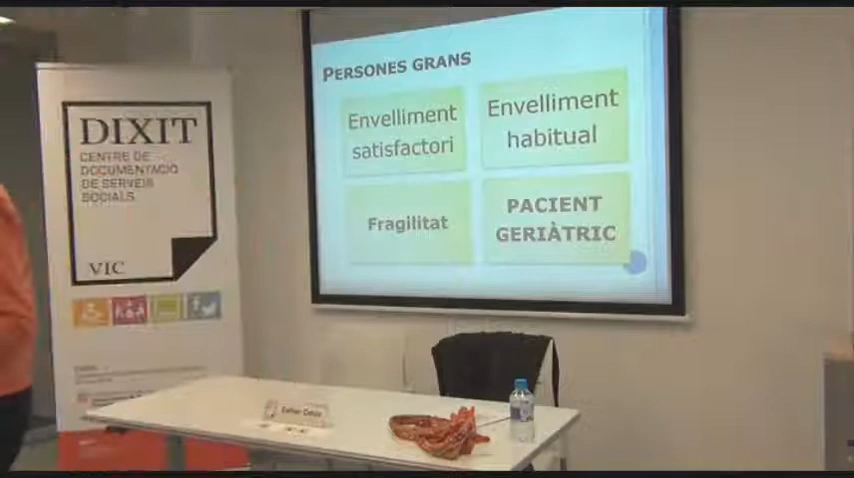 DIXIT
CENTRE DE
DOCUMENTACIÓ
DE SERVEIS
SOCIALS
VIC
PERSONES GRANS
Envelliment
satisfactori
Envelliment
habitual
Fragilitat
PACIENT
GERIÀTRIC